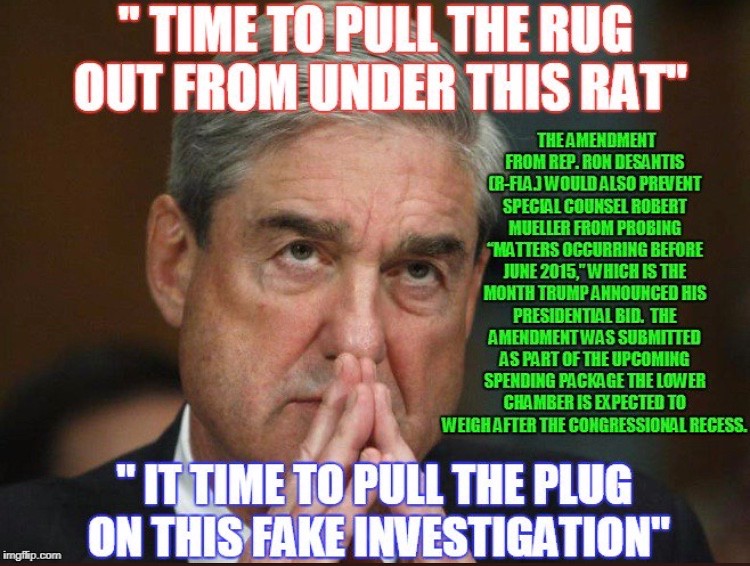 " TIME TO PULL THE RUG
OUT FROM UNDER THIS RAT"
THE AMENDMENT
FROM REP. RON DESANTIS
(R-FLA.) WOULD ALSO PREVENT
SPECIAL COUNSEL ROBERT
MUELLER FROM PROBING
"MATTERS OCCURRING BEFORE
JUNE 2015," WHICH IS THE
MONTH TRUMP ANNOUNCED HIS
PRESIDENTIAL BID. THE
AMENDMENT WAS SUBMITTED
AS PART OF THE UPCOMING
SPENDING PACKAGE THE LOWER
CHAMBER IS EXPECTED TO
WEIGH AFTER THE CONGRESSIONAL RECESS.
" IT TIME TO PULL THE PLUG
ON THIS FAKE INVESTIGATION"
imgflip.com